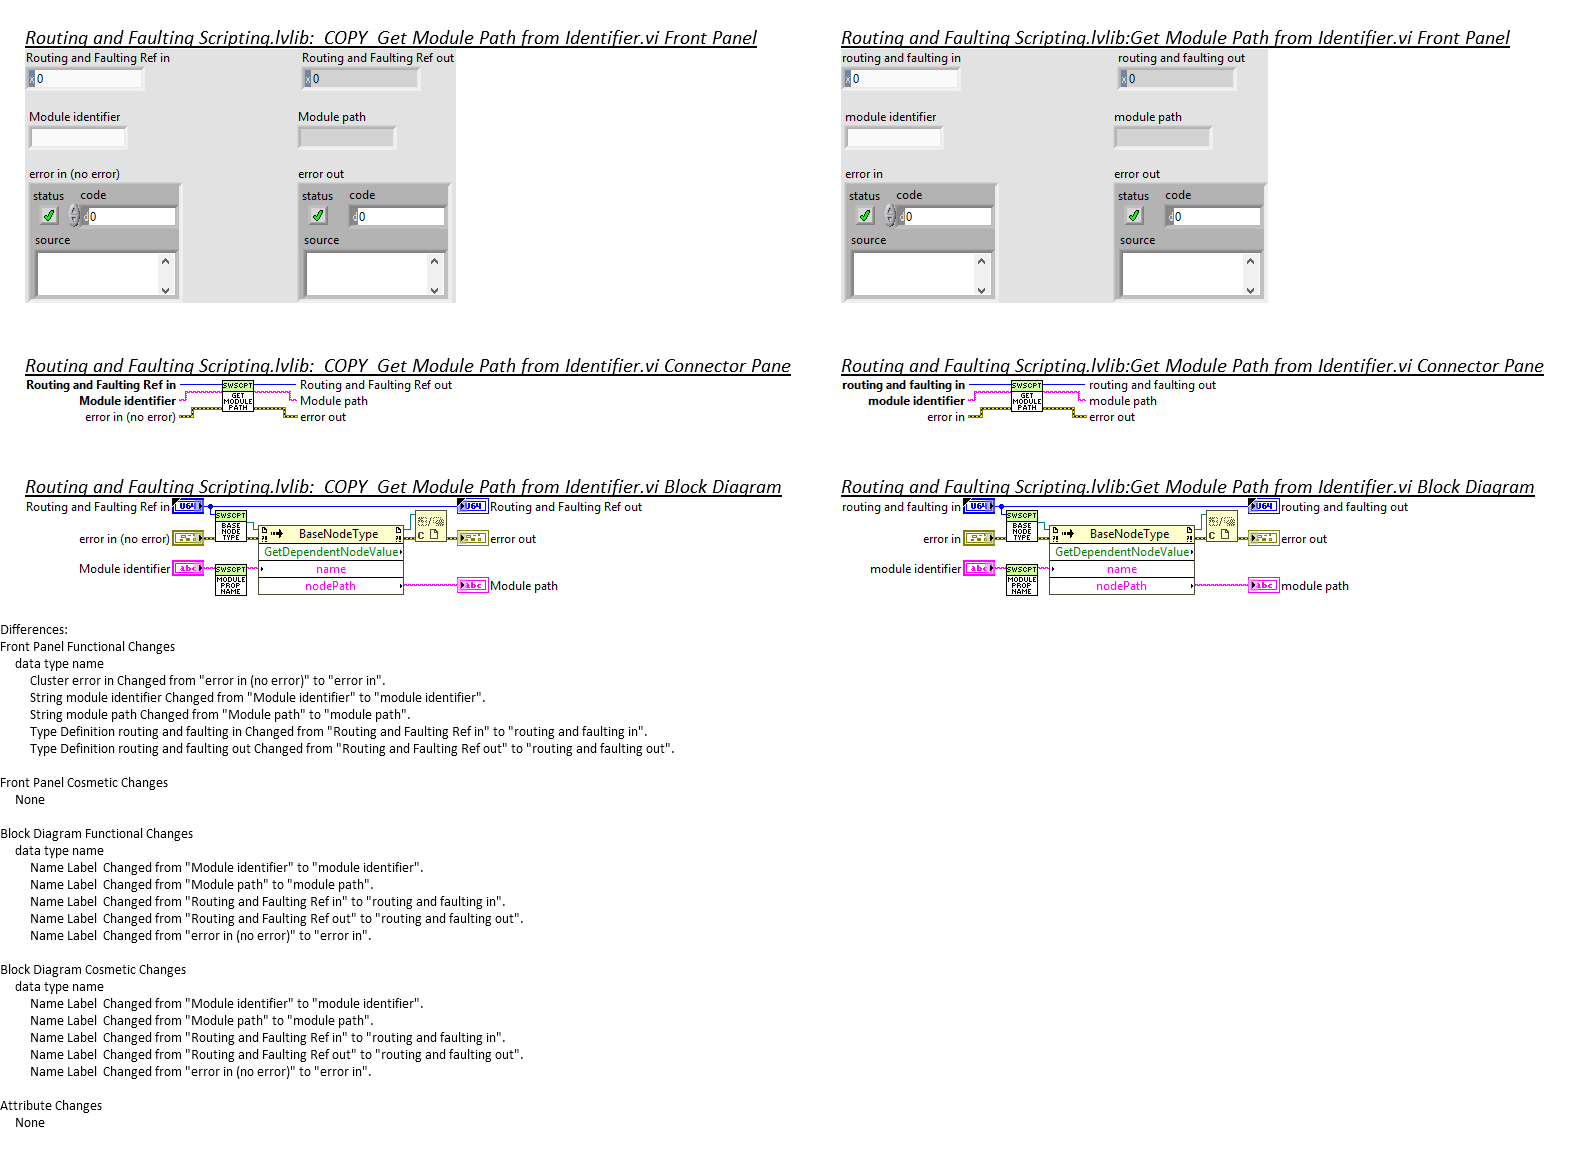 Routing and Faulting Scripting.lvlib:_COPY_Get Module Path from Identifier.vi Front Panel
Routing and Faulting Ref in
Routing and Faulting Ref out
x 0
x 0
Module identifier
Module path
error in (no error)
error out
status
code
status
code
d 0
d 0
source
source
Routing and Faulting Scripting.lvlib:Get Module Path from Identifier.vi Front Panel
routing and faulting in
routing and faulting out
x 0
x 0
module identifier
module path
error in
error out
status
code
status
code
d 0
d 0
source
source
Routing and Faulting Scripting.lvlib:_COPY_Get Module Path from Identifier.vi Connector Pane
Routing and Faulting Ref in
SWSCPT
Routing and Faulting Ref out
Module identifier
GET
MODULE
PATH
Module path
error in (no error)
error out
Routing and Faulting Scripting.lvlib:Get Module Path from Identifier.vi Connector Pane
routing and faulting in
SWSCPT
routing and faulting out
module identifier
GET
MODULE
PATH
module path
error in
error out
Routing and Faulting Scripting.lvlib:_COPY_Get Module Path from Identifier.vi Block Diagram
Routing and Faulting Ref in
U64
U64
Routing and Faulting Ref out
SWSCPT
BASE
NODE
TYPE
BaseNodeType
C
error in (no error)
error out
GetDependentNodeValue
Module identifier
abc
SWSCPT
MODULE
PROP
NAME
name
nodePath
abc
Module path
Routing and Faulting Scripting.lvlib:Get Module Path from Identifier.vi Block Diagram
routing and faulting in
U64
U64
routing and faulting out
SWSCPT
BASE
NODE
TYPE
BaseNodeType
C
error in
error out
GetDependentNodeValue
module identifier
abc
SWSCPT
MODULE
PROP
NAME
name
nodePath
abc
module path
Differences:
Front Panel Functional Changes
data type name
Cluster error in Changed from "error in (no error)" to "error in".
String module identifier Changed from "Module identifier" to "module identifier".
String module path Changed from "Module path" to "module path".
Type Definition routing and faulting in Changed from "Routing and Faulting Ref in" to "routing and faulting in".
Type Definition routing and faulting out Changed from "Routing and Faulting Ref out" to "routing and faulting out".
Front Panel Cosmetic Changes
None
Block Diagram Functional Changes
data type name
Name Label Changed from "Module identifier" to "module identifier".
Name Label Changed from "Module path" to "module path".
Name Label Changed from "Routing and Faulting Ref in" to "routing and faulting in".
Name Label Changed from "Routing and Faulting Ref out" to "routing and faulting out".
Name Label Changed from "error in (no error)" to "error in".
Block Diagram Cosmetic Changes
data type name
Name Label Changed from "Module identifier" to "module identifier".
Name Label Changed from "Module path" to "module path".
Name Label Changed from "Routing and Faulting Ref in" to "routing and faulting in".
Name Label Changed from "Routing and Faulting Ref out" to "routing and faulting out".
Name Label Changed from "error in (no error)" to "error in".
Attribute Changes
None